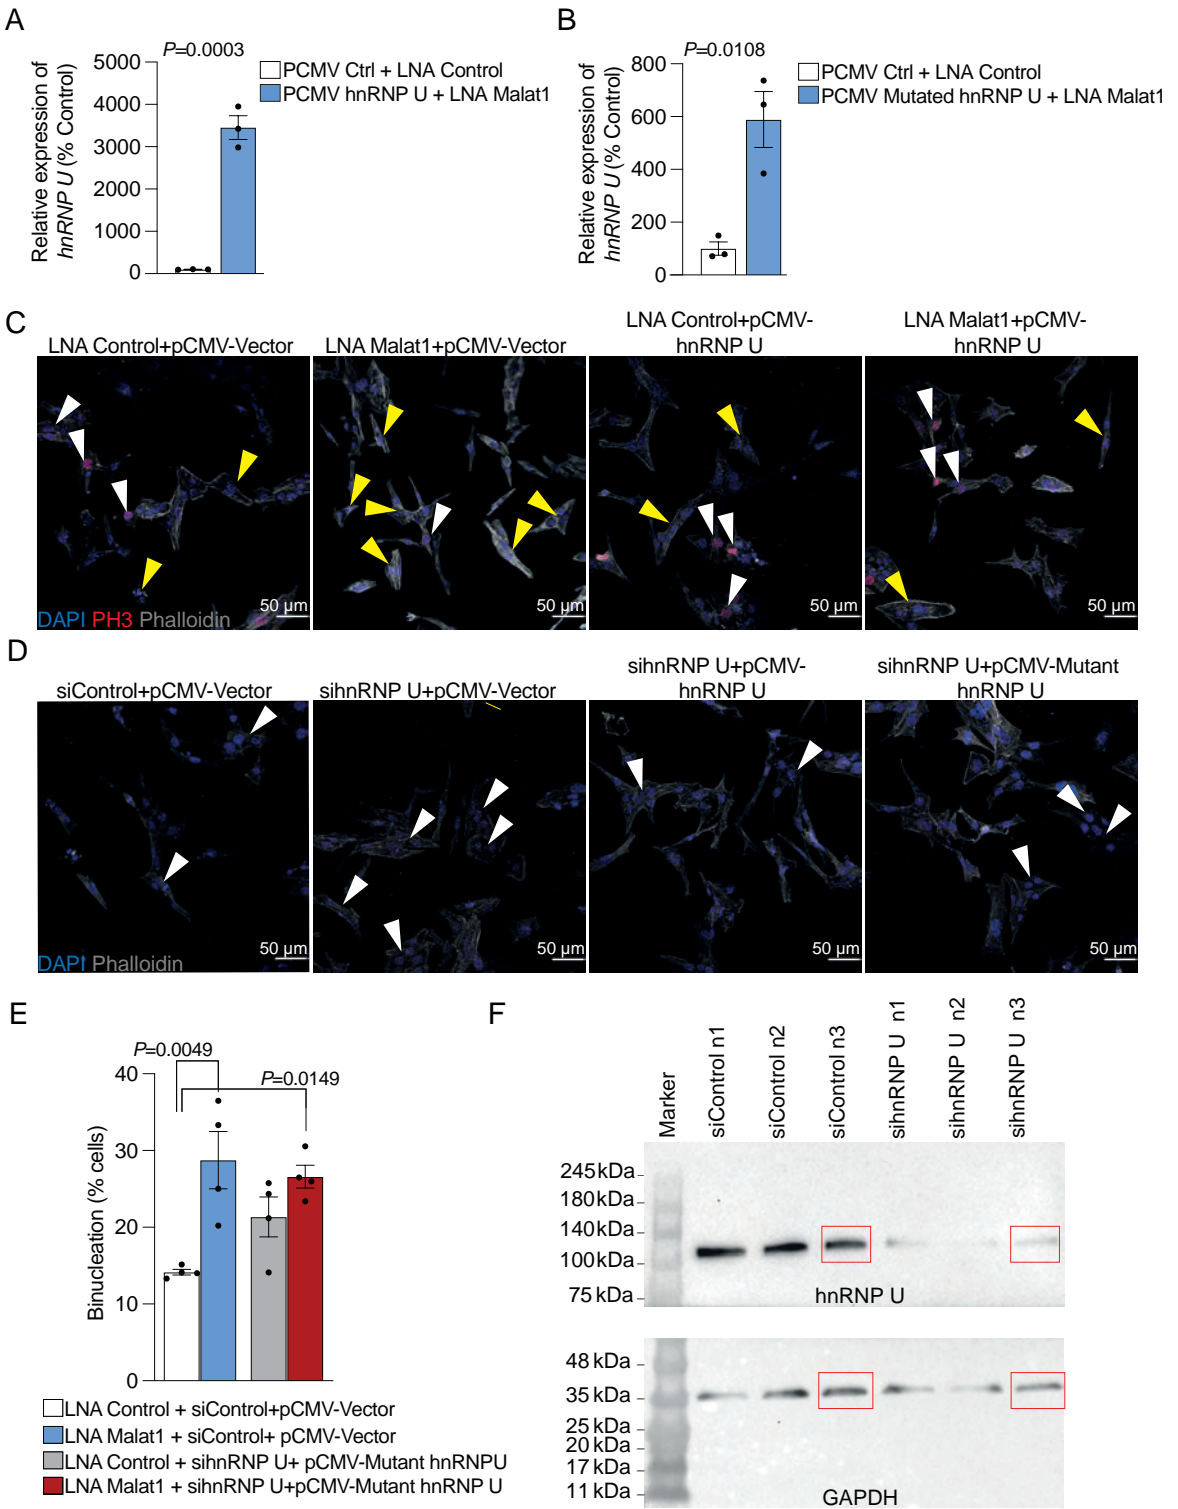 A
P=0.0003
Relative expression of
hnRNP U (% Control)
5000
4000
3000
2000
1000
0
PCMV Ctrl + LNA Control
PCMV hnRNP U + LNA Malat1
B
P=0.0108
Relative expression of
hnRNP U (% Control)
800
600
400
200
0
PCMV Ctrl + LNA Control
PCMV Mutated hnRNP U + LNA Malat1
C
LNA Control+pCMV-Vector
LNA Malat1+pCMV-Vector
LNA Control+pCMV-
hnRNP U
LNA Malat1+pCMV-
hnRNP U
DAPI PH3 Phalloidin
50 µm
50 µm
50 µm
50 µm
D
siControl+pCMV-Vector
sihnRNP U+pCMV-Vector
sihnRNP U+pCMV-
hnRNP U
sihnRNP U+pCMV-Mutant
hnRNP U
DAPI Phalloidin
50 µm
50 µm
50 µm
50 µm
E
P=0.0049
P=0.0149
Binucleation (% cells)
40
30
20
10
0
LNA Control + siControl+pCMV-Vector
LNA Malat1 + siControl+ pCMV-Vector
LNA Control + sihnRNP U+ pCMV-Mutant hnRNPU
LNA Malat1 + sihnRNP U+pCMV-Mutant hnRNP U
F
Marker
siControl n1
siControl n2
siControl n3
sihnRNP U n1
sihnRNP U n2
sihnRNP U n3
245 kDa
180 kDa
140 kDa
100 kDa
75 kDa
hnRNP U
48 kDa
35 kDa
25 kDa
20 kDa
17 kDa
11 kDa
GAPDH